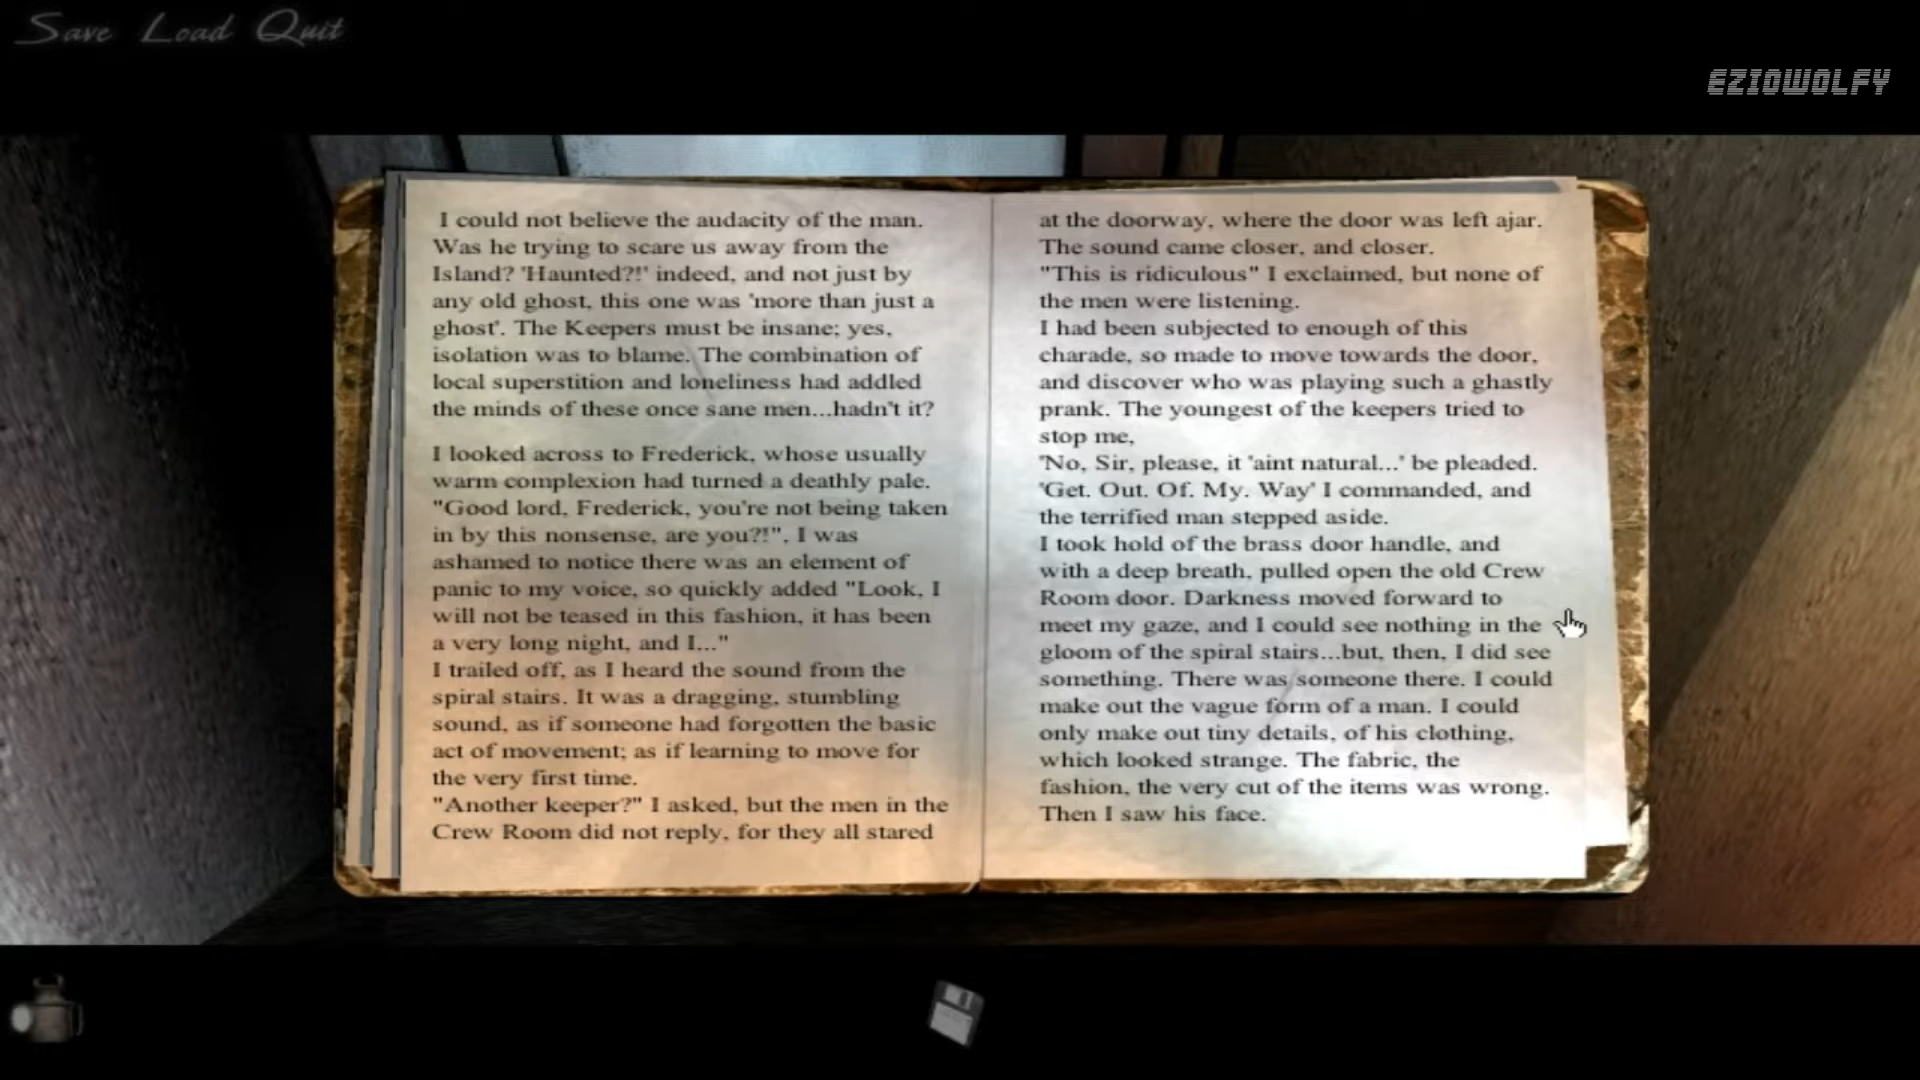 Save Load Quit
EZIOWOLFY
I could not believe the audacity of the man.
Was he trying to scare us away from the
Island? 'Haunted?!' indeed, and not just by
any old ghost, this one was 'more than just a
ghost'. The Keepers must be insane; yes,
isolation was to blame. The combination of
local superstition and loneliness had addled
the minds of these once sane men...hadn't it?
I looked across to Frederick, whose usually
warm complexion had turned a deathly pale.
"Good lord, Frederick, you're not being taken
in by this nonsense, are you?!", I was
ashamed to notice there was an element of
panic to my voice, so quickly added "Look, I
will not be teased in this fashion, it has been
a very long night, and I..."
I trailed off, as I heard the sound from the
spiral stairs. It was a dragging, stumbling
sound, as if someone had forgotten the basic
act of movement; as if learning to move for
the very first time.
"Another keeper?" I asked, but the men in the
Crew Room did not reply, for they all stared
at the doorway, where the door was left ajar.
The sound came closer, and closer.
"This is ridiculous" I exclaimed, but none of
the men were listening.
I had been subjected to enough of this
charade, so made to move towards the door,
and discover who was playing such a ghastly
prank. The youngest of the keepers tried to
stop me,
'No, Sir, please, it 'aint natural...' be pleaded.
'Get. Out. Of. My. Way' I commanded, and
the terrified man stepped aside.
I took hold of the brass door handle, and
with a deep breath, pulled open the old Crew
Room door. Darkness moved forward to
meet my gaze, and I could see nothing in the
gloom of the spiral stairs...but, then, I did see
something. There was someone there. I could
make out the vague form of a man. I could
only make out tiny details, of his clothing,
which looked strange. The fabric, the
fashion, the very cut of the items was wrong.
Then I saw his face.